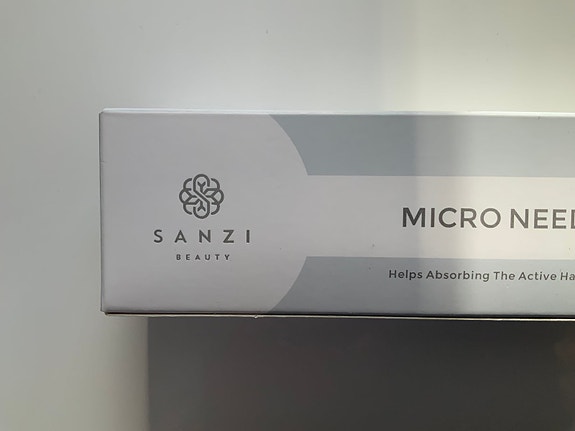 SANZI
BEAUTY
MICRO NEED
Helps Absorbing The Active Ha